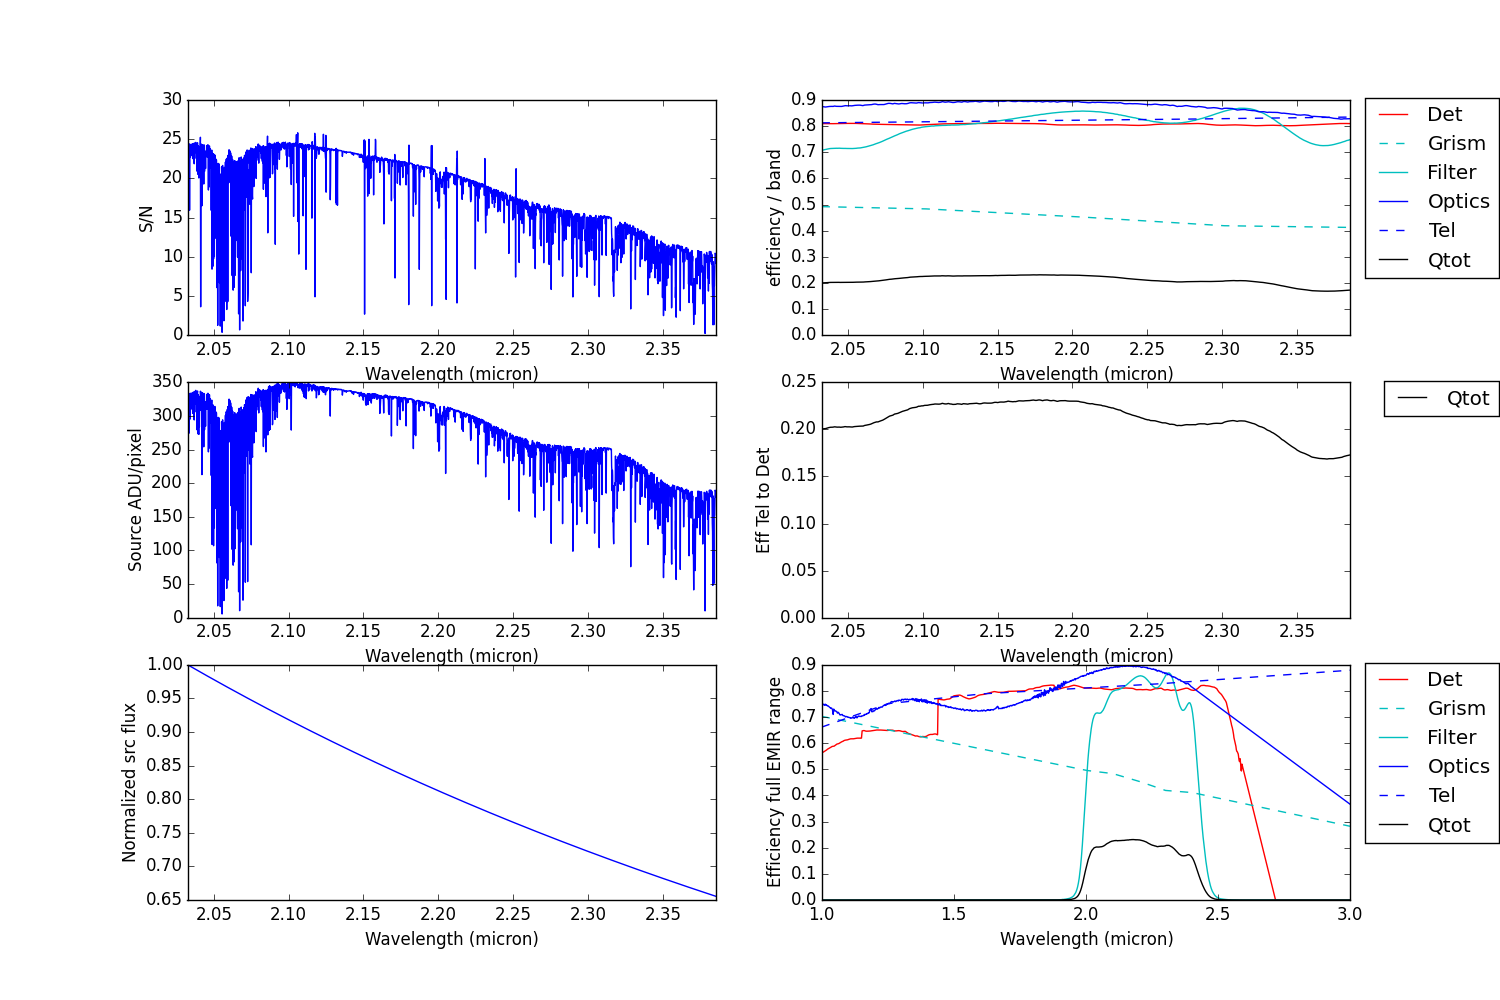 30
25
20
15
10
5
0
S/N
2.05 2.10 2.15 2.20 2.25 2.30 2.35
Wavelength (micron)
0.9
0.8
0.7
0.6
0.5
0.4
0.3
0.2
0.1
0.0
efficiency / band
2.05 2.10 2.15 2.20 2.25 2.30 2.35
Wavelength (micron)
Det
Grism
Filter
Optics
Tel
Qtot
350
300
250
200
150
100
50
0
Source ADU/pixel
2.05 2.10 2.15 2.20 2.25 2.30 2.35
Wavelength (micron)
0.25
0.20
0.15
0.10
0.05
0.00
Eff Tel to Det
2.05 2.10 2.15 2.20 2.25 2.30 2.35
Wavelength (micron)
Qtot
1.00
0.95
0.90
0.85
0.80
0.75
0.70
0.65
Normalized src flux
2.05 2.10 2.15 2.20 2.25 2.30 2.35
Wavelength (micron)
0.9
0.8
0.7
0.6
0.5
0.4
0.3
0.2
0.1
0.0
Efficiency full EMIR range
1.0 1.5 2.0 2.5 3.0
Wavelength (micron)
Det
Grism
Filter
Optics
Tel
Qtot